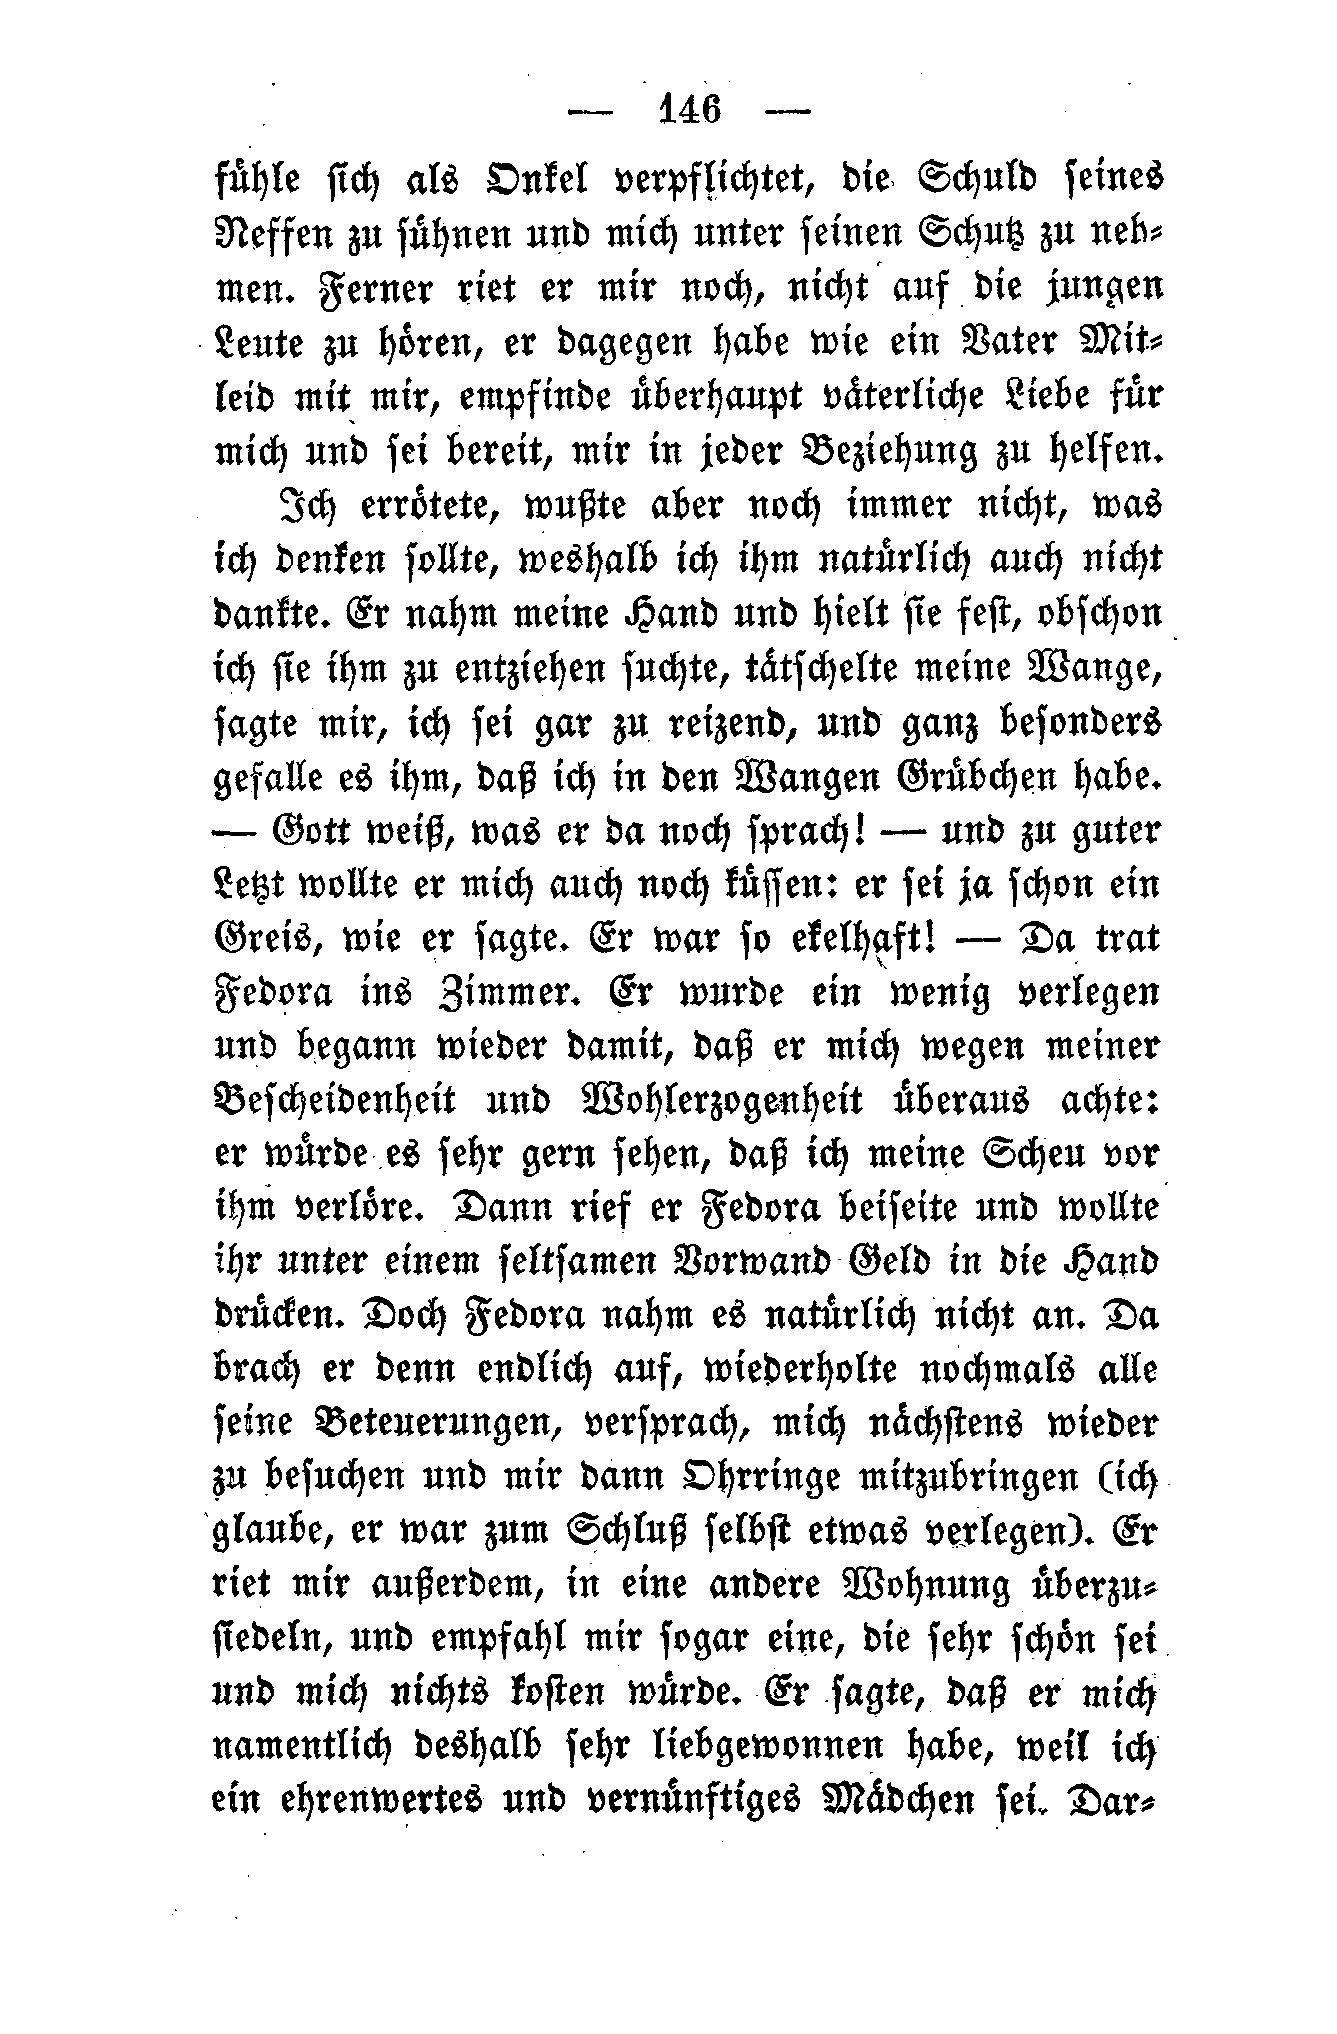 — 146 —
fühle sich als Onkel verpflichtet, die Schuld seines
Neffen zu sühnen und mich unter seinen Schutz zu neh-
men. Ferner riet er mir noch, nicht auf die jungen
Leute zu hören, er dagegen habe wie ein Vater Mit-
leid mit mir, empfinde überhaupt väterliche Liebe für
mich und sei bereit, mir in jeder Beziehung zu helfen.
Ich errötete, wußte aber noch immer nicht, was
ich denken sollte, weshalb ich ihm natürlich auch nicht
dankte. Er nahm meine Hand und hielt sie fest, obschon
ich sie ihm zu entziehen suchte, tätschelte meine Wange,
sagte mir, ich sei gar zu reizend, und ganz besonders
gefalle es ihm, daß ich in den Wangen Grübchen habe.
— Gott weiß, was er da noch sprach! — und zu guter
Letzt wollte er mich auch noch küssen: er sei ja schon ein
Greis, wie er sagte. Er war so ekelhaft! — Da trat
Fedora ins Zimmer. Er wurde ein wenig verlegen
und begann wieder damit, daß er mich wegen meiner
Bescheidenheit und Wohlerzogenheit überaus achte:
er würde es sehr gern sehen, daß ich meine Scheu vor
ihm verlöre. Dann rief er Fedora beiseite und wollte
ihr unter einem seltsamen Vorwand Geld in die Hand
drücken. Doch Fedora nahm es natürlich nicht an. Da
brach er denn endlich auf, wiederholte nochmals alle
seine Beteuerungen, versprach, mich nächstens wieder
zu besuchen und mir dann Ohrringe mitzubringen (ich
glaube, er war zum Schluß selbst etwas verlegen). Er
riet mir außerdem, in eine andere Wohnung überzu-
siedeln, und empfahl mir sogar eine, die sehr schön sei
und mich nichts kosten würde. Er sagte, daß er mich
namentlich deshalb sehr liebgewonnen habe, weil ich
ein ehrenwertes und vernünftiges Mädchen sei. Dar-